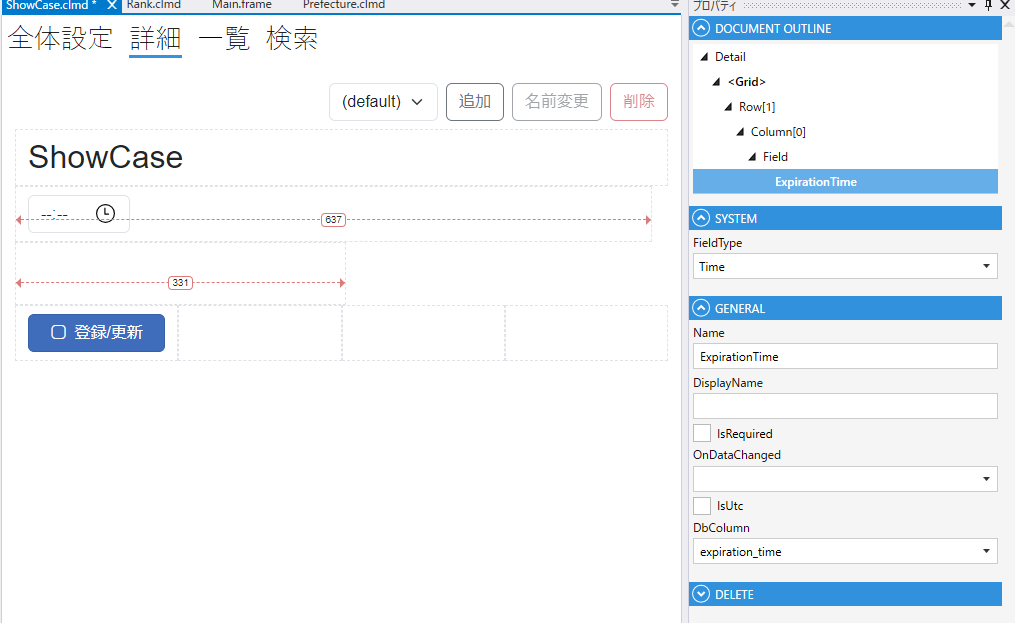 ShowCase.clmd * Rank.clmd Main.frame Prefecture.clmd
全体設定 詳細 一覧 検索
(default) 追加 名前変更 削除
ShowCase
--:--
637
331
登録/更新
プロパティ
DOCUMENT OUTLINE
Detail
<Grid>
Row[1]
Column[0]
Field
ExpirationTime
SYSTEM
FieldType
Time
GENERAL
Name
ExpirationTime
DisplayName
IsRequired
OnDataChanged
IsUtc
DbColumn
expiration_time
DELETE